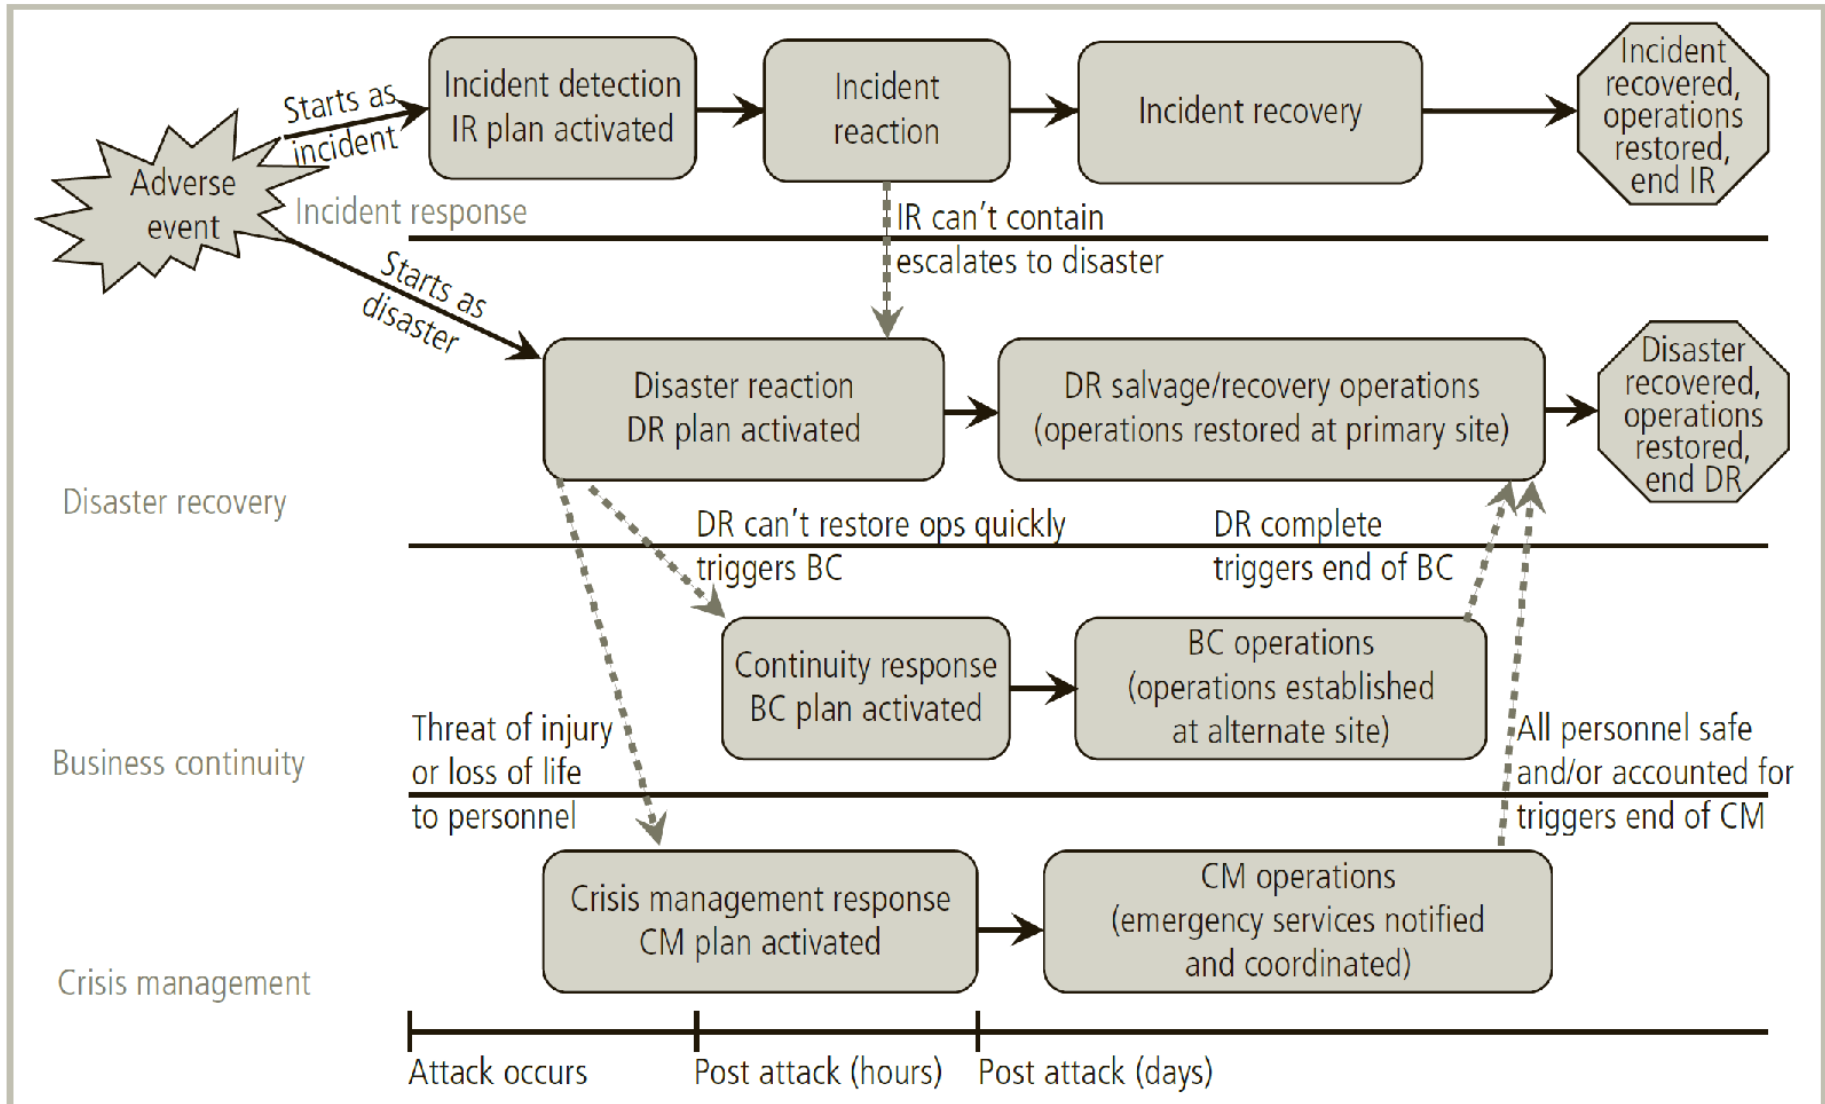 Starts as
incident
Incident detection
IR plan activated
Incident
reaction
Incident recovery
Incident
recovered,
operations
restored,
end IR
Adverse
event
Incident response
IR can't contain
escalates to disaster
Starts as
disaster
Disaster reaction
DR plan activated
DR salvage/recovery operations
(operations restored at primary site)
Disaster
recovered,
operations
restored,
end DR
Disaster recovery
DR can't restore ops quickly
triggers BC
DR complete
triggers end of BC
Continuity response
BC plan activated
BC operations
(operations established
at alternate site)
Threat of injury
or loss of life
to personnel
All personnel safe
and/or accounted for
triggers end of CM
Business continuity
Crisis management response
CM plan activated
CM operations
(emergency services notified
and coordinated)
Crisis management
Attack occurs
Post attack (hours)
Post attack (days)